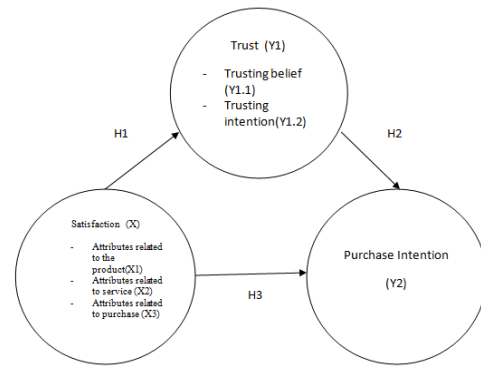 Trust (Y1)
- Trusting belief
(Y1.1)
- Trusting
intention(Y1.2)
H1
H2
Satisfaction (X)
- Attributes related
to the
product(X1)
- Attributes related
to service (X2)
- Attributes related
to purchase (X3)
Purchase Intention
(Y2)
H3